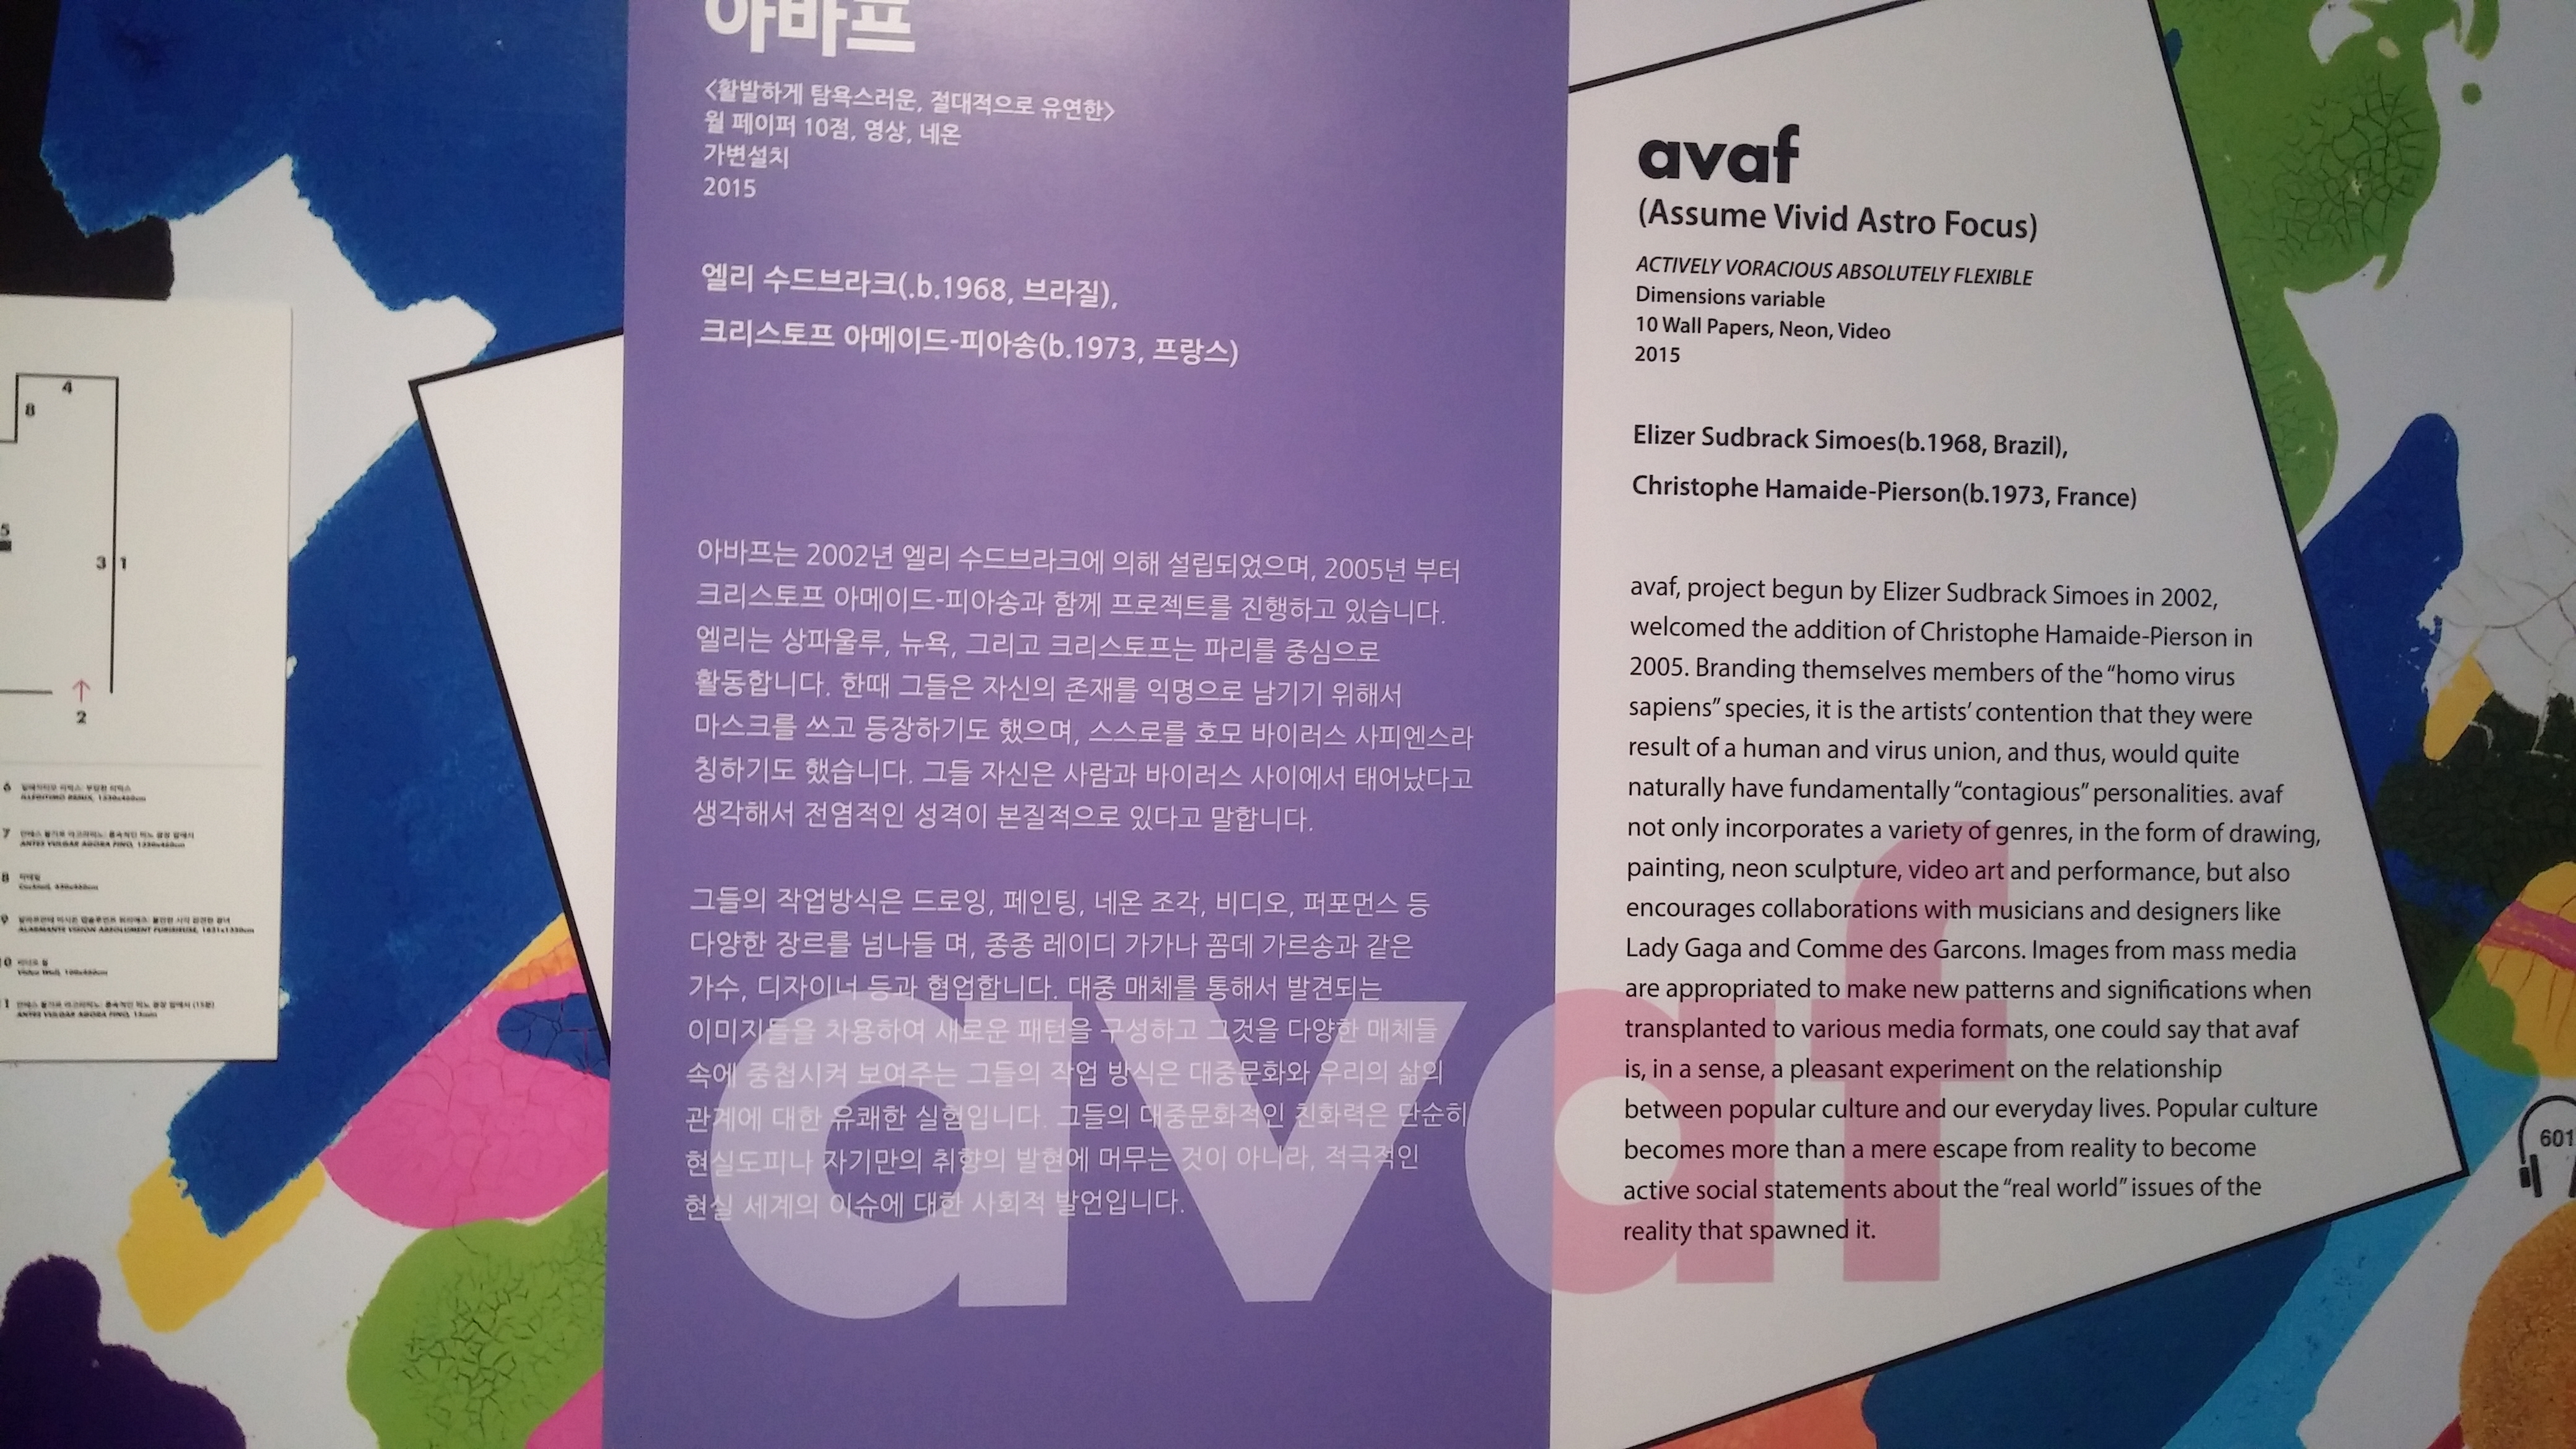 아바프
<활발하게 탐욕스러운, 절대적으로 유연한>
월 페이퍼 10점, 영상, 네온
가변설치
2015
엘리 수드브라크(.b.1968, 브라질),
크리스토프 아메이드-피아송(b.1973, 프랑스)
아바프는 2002년 엘리 수드브라크에 의해 설립되었으며, 2005년 부터
크리스토프 아메이드-피아송과 함께 프로젝트를 진행하고 있습니다.
엘리는 상파울루, 뉴욕, 그리고 크리스토프는 파리를 중심으로
활동합니다. 한때 그들은 자신의 존재를 익명으로 남기기 위해서
마스크를 쓰고 등장하기도 했으며, 스스로를 호모 바이러스 사피엔스라
칭하기도 했습니다. 그들 자신은 사람과 바이러스 사이에서 태어났다고
생각해서 전염적인 성격이 본질적으로 있다고 말합니다.
그들의 작업방식은 드로잉, 페인팅, 네온 조각, 비디오, 퍼포먼스 등
다양한 장르를 넘나들 며, 종종 레이디 가가나 꼼데 가르송과 같은
가수, 디자이너 등과 협업합니다. 대중 매체를 통해서 발견되는
이미지들을 차용하여 새로운 패턴을 구성하고 그것을 다양한 매체들
속에 중첩시켜 보여주는 그들의 작업 방식은 대중문화와 우리의 삶의
관계에 대한 유쾌한 실험입니다. 그들의 대중문화적인 친화력은 단순히
현실도피나 자기만의 취향의 발현에 머무는 것이 아니라, 적극적인
현실 세계의 이슈에 대한 사회적 발언입니다.
avaf
avaf
(Assume Vivid Astro Focus)
ACTIVELY VORACIOUS ABSOLUTELY FLEXIBLE
Dimensions variable
10 Wall Papers, Neon, Video
2015
Elizer Sudbrack Simoes(b.1968, Brazil),
Christophe Hamaide-Pierson(b.1973, France)
avaf, project begun by Elizer Sudbrack Simoes in 2002,
welcomed the addition of Christophe Hamaide-Pierson in
2005. Branding themselves members of the “homo virus
sapiens” species, it is the artists’ contention that they were
result of a human and virus union, and thus, would quite
naturally have fundamentally “contagious” personalities. avaf
not only incorporates a variety of genres, in the form of drawing,
painting, neon sculpture, video art and performance, but also
encourages collaborations with musicians and designers like
Lady Gaga and Comme des Garcons. Images from mass media
are appropriated to make new patterns and significations when
transplanted to various media formats, one could say that avaf
is, in a sense, a pleasant experiment on the relationship
between popular culture and our everyday lives. Popular culture
becomes more than a mere escape from reality to become
active social statements about the “real world” issues of the
reality that spawned it.
4
8
5
3 1
2
6
ILLEGITIMO REMIX,
7
ANTES VULGAR AGORA FINO,
8
Cocktail,
9
ALARMANTE VISION ABSOLUMENT FURIRIEUSE,
10
Video Wall,
ANTES VULGAR AGORA FINO,
601